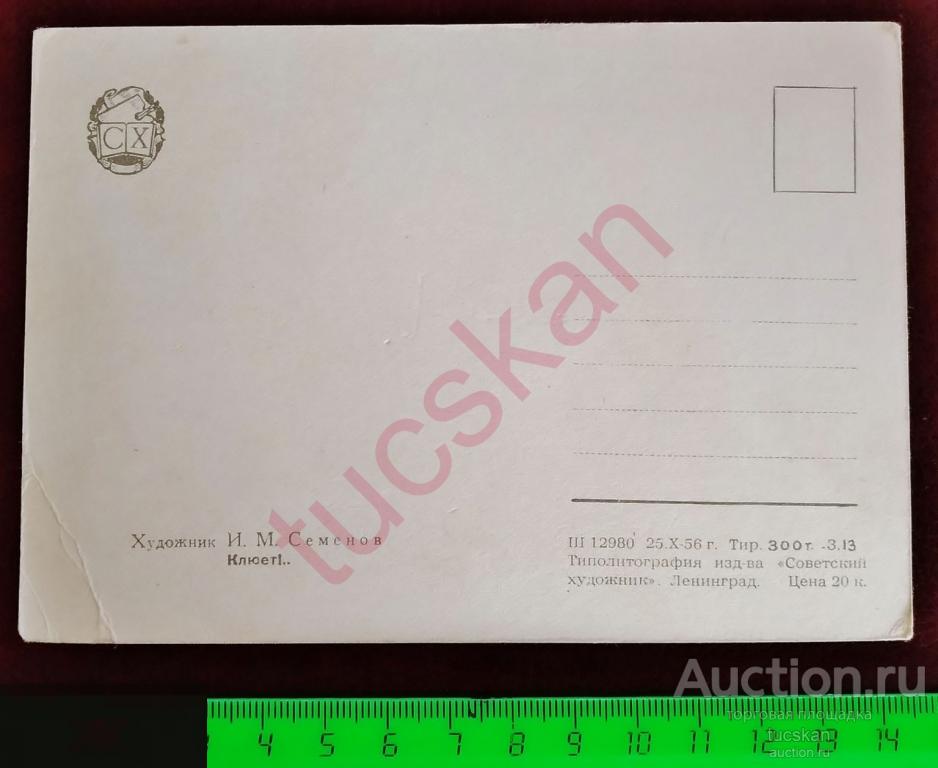 С Х
tucskan
Художник И. М. Семенов
Клюет!..
Ш 12980 25.X-56 г. Тир. 300т. -3.13
Типолитография изд-ва «Советский
художник». Ленинград. Цена 20 к.
Auction.ru
торговая площадка
tucskan
auction.ru
4 5 6 7 8 9 10 11 12 13 14